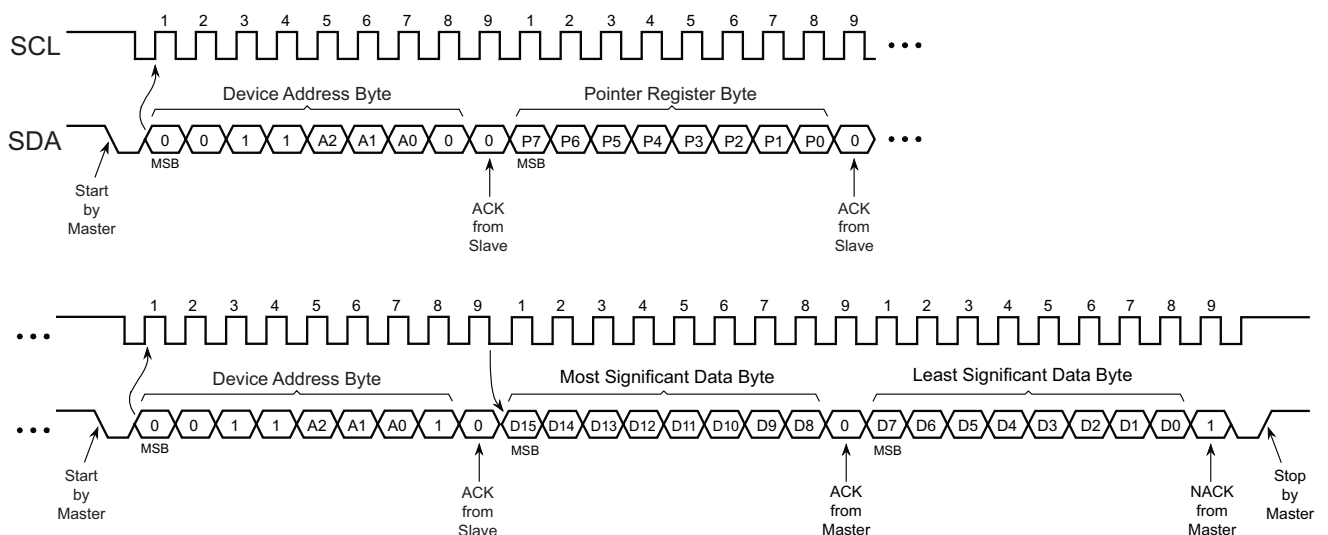 1 2 3 4 5 6 7 8 9 1 2 3 4 5 6 7 8 9
SCL
Device Address Byte Pointer Register Byte
SDA 0 0 1 1 A2 A1 A0 0 0 P7 P6 P5 P4 P3 P2 P1 P0 0
MSB MSB
Start
by
Master
ACK
from
Slave
ACK
from
Slave
1 2 3 4 5 6 7 8 9 1 2 3 4 5 6 7 8 9 1 2 3 4 5 6 7 8 9
Device Address Byte Most Significant Data Byte Least Significant Data Byte
0 0 1 1 A2 A1 A0 1 0 D15 D14 D13 D12 D11 D10 D9 D8 0 D7 D6 D5 D4 D3 D2 D1 D0 1
MSB MSB MSB
Start
by
Master
ACK
from
Slave
ACK
from
Master
NACK
from
Master
Stop
by
Master